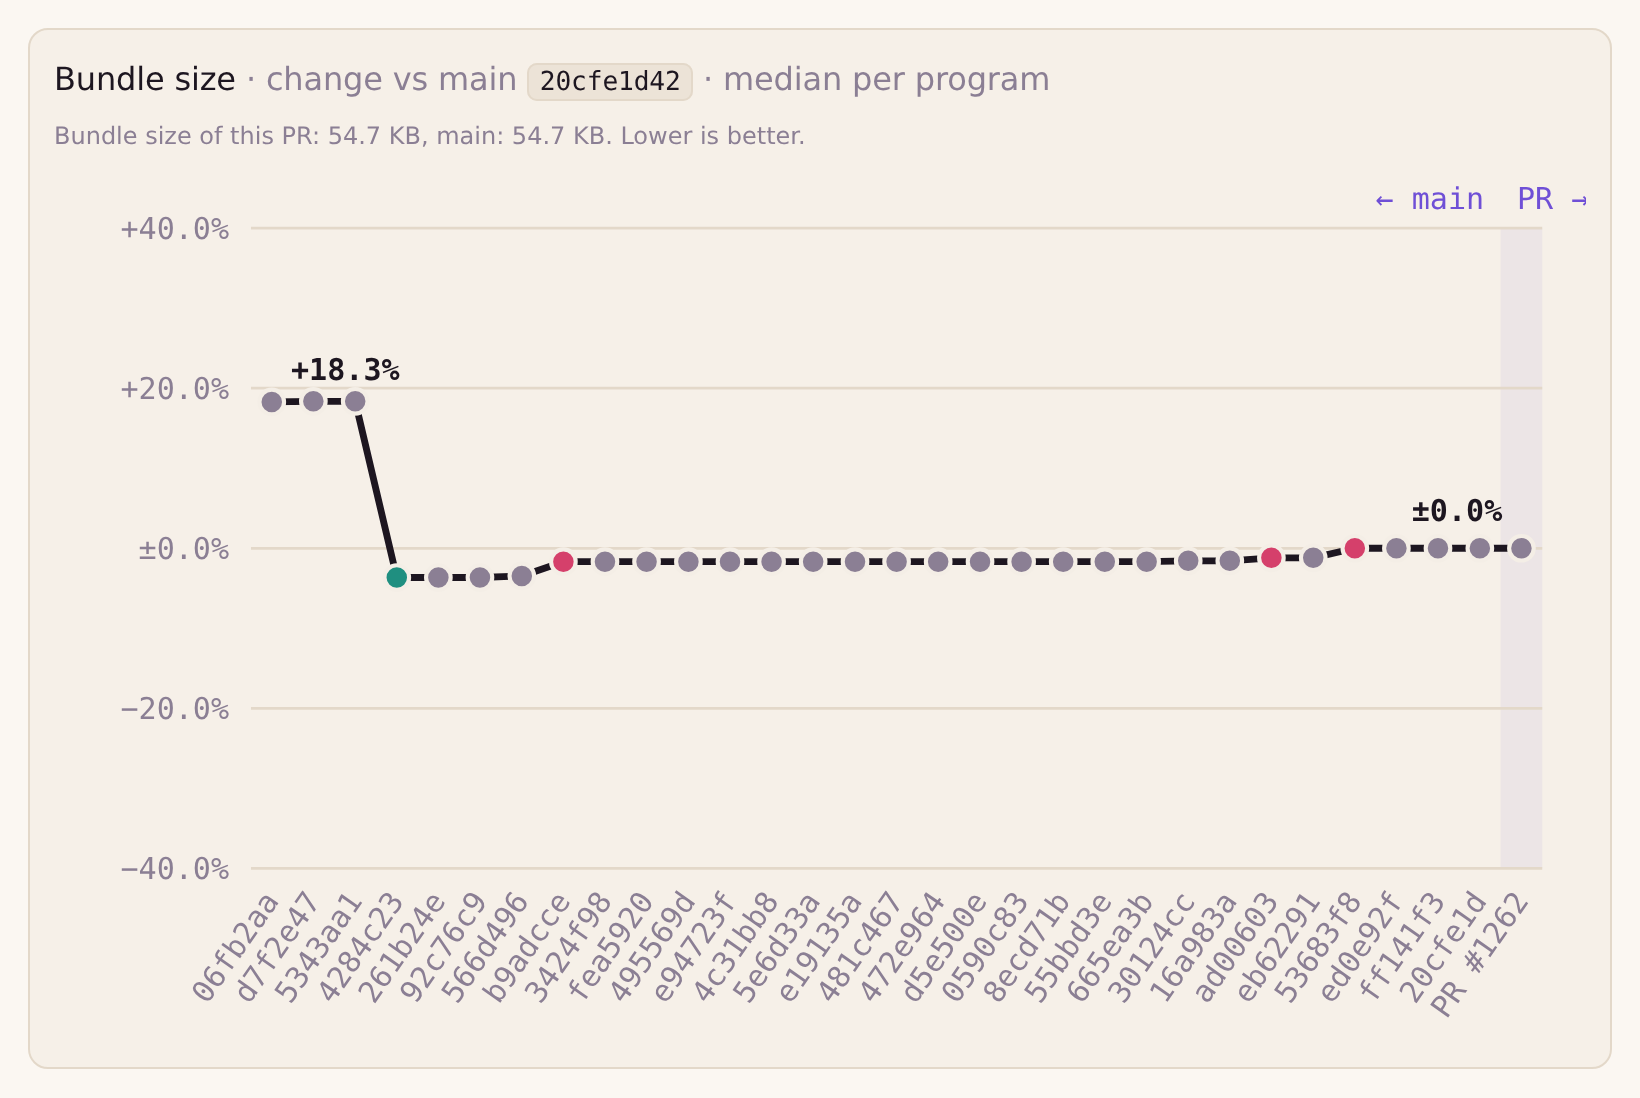 Bundle size · change vs main 20cfe1d42 · median per program
Bundle size of this PR: 54.7 KB, main: 54.7 KB. Lower is better.
← main PR →
+40.0%
+18.3%
+20.0%
±0.0%
±0.0%
−20.0%
−40.0%
06fb2aa
d7f2e47
5343aa1
4284c23
261b24e
92c76c9
566d496
b9adcce
3424f98
fea5920
495569d
e94723f
4c31bb8
5e6d33a
e19135a
481c467
472e964
d5e500e
0590c83
8ecd71b
55bbd3e
665ea3b
30124cc
16a983a
ad00603
eb62291
53683f8
ed0e92f
ff141f3
20cfe1d
PR #1262